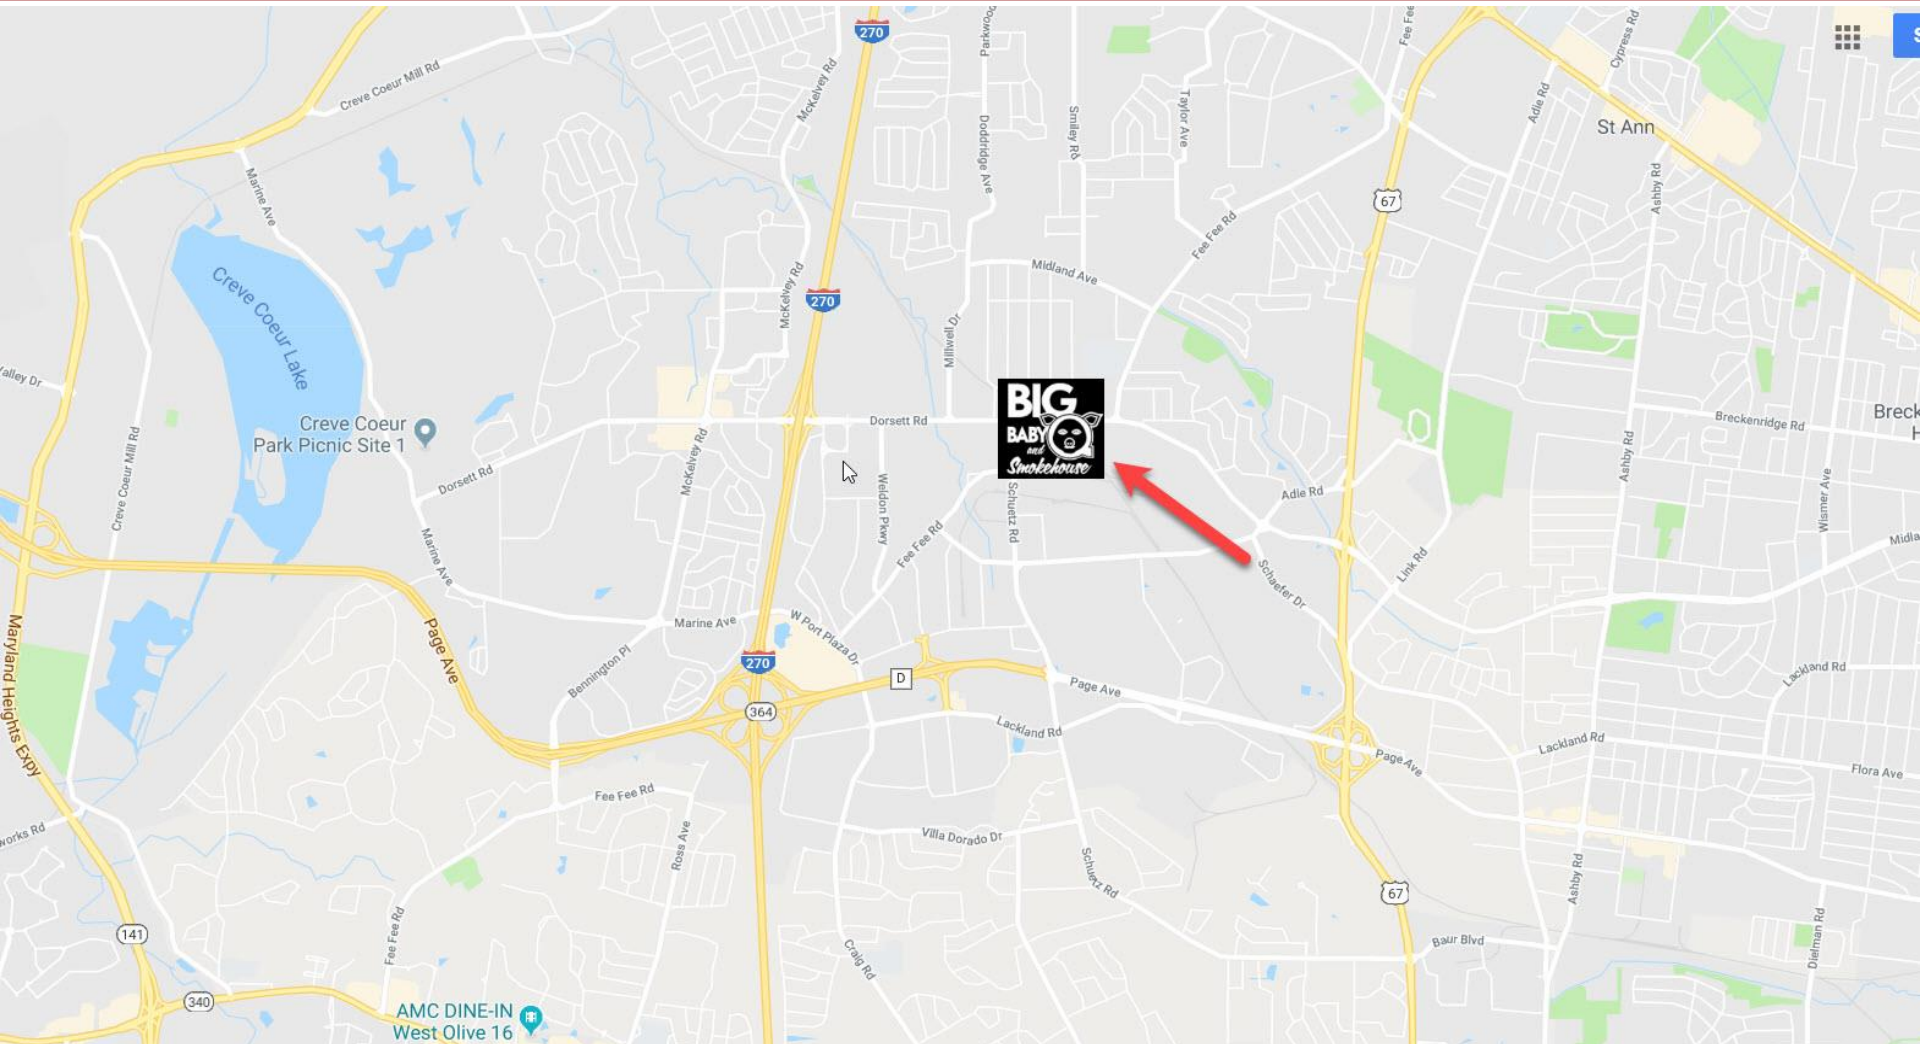 270
Creve Coeur Mill Rd
McKelvey Rd
Parkwood
Doddridge Ave
Smiley Rd
Taylor Ave
Fee Fee
Cypress Rd
Adie Rd
St Ann
Ashby Rd
Marine Ave
67
Fee Fee Rd
Midland Ave
McKelvey Rd
270
Creve Coeur Lake
Millwell Dr
alley Dr
BIG
BABY Q
and
Smokehouse
Creve Coeur
Park Picnic Site 1
Dorsett Rd
Breckenridge Rd
Breck
H
Creve Coeur Mill Rd
Dorsett Rd
McKelvey Rd
Weldon Pkwy
Schuetz Rd
Adie Rd
Ashby Rd
Wismer Ave
Marine Ave
Fee Fee Rd
Schaefer Dr
Link Rd
Midla
Maryland Heights Expy
Page Ave
Marine Ave
W Port Plaza Dr
Bennington Pl
270
D
364
Page Ave
Lackland Rd
Lackland Rd
Lackland Rd
Page Ave
Flora Ave
Fee Fee Rd
works Rd
Ross Ave
Villa Dorado Dr
Schuetz Rd
Ashby Rd
67
141
Fee Fee Rd
Craig Rd
Baur Blvd
Dielman Rd
340
AMC DINE-IN
West Olive 16